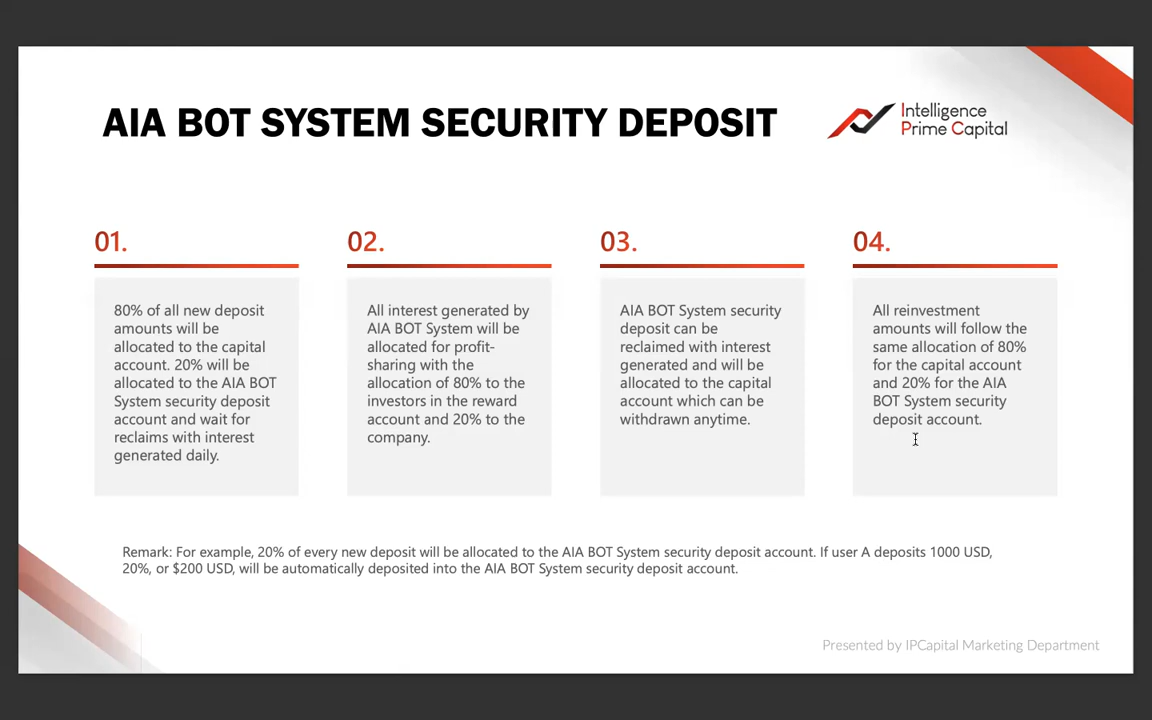 AIA BOT SYSTEM SECURITY DEPOSIT
Intelligence
Prime Capital
01.
80% of all new deposit
amounts will be
allocated to the capital
account. 20% will be
allocated to the AIA BOT
System security deposit
account and wait for
reclaims with interest
generated daily.
02.
All interest generated by
AIA BOT System will be
allocated for profit-
sharing with the
allocation of 80% to the
investors in the reward
account and 20% to the
company.
03.
AIA BOT System security
deposit can be
reclaimed with interest
generated and will be
allocated to the capital
account which can be
withdrawn anytime.
04.
All reinvestment
amounts will follow the
same allocation of 80%
for the capital account
and 20% for the AIA
BOT System security
deposit account.
Remark: For example, 20% of every new deposit will be allocated to the AIA BOT System security deposit account. If user A deposits 1000 USD,
20%, or $200 USD, will be automatically deposited into the AIA BOT System security deposit account.
Presented by IPCapital Marketing Department